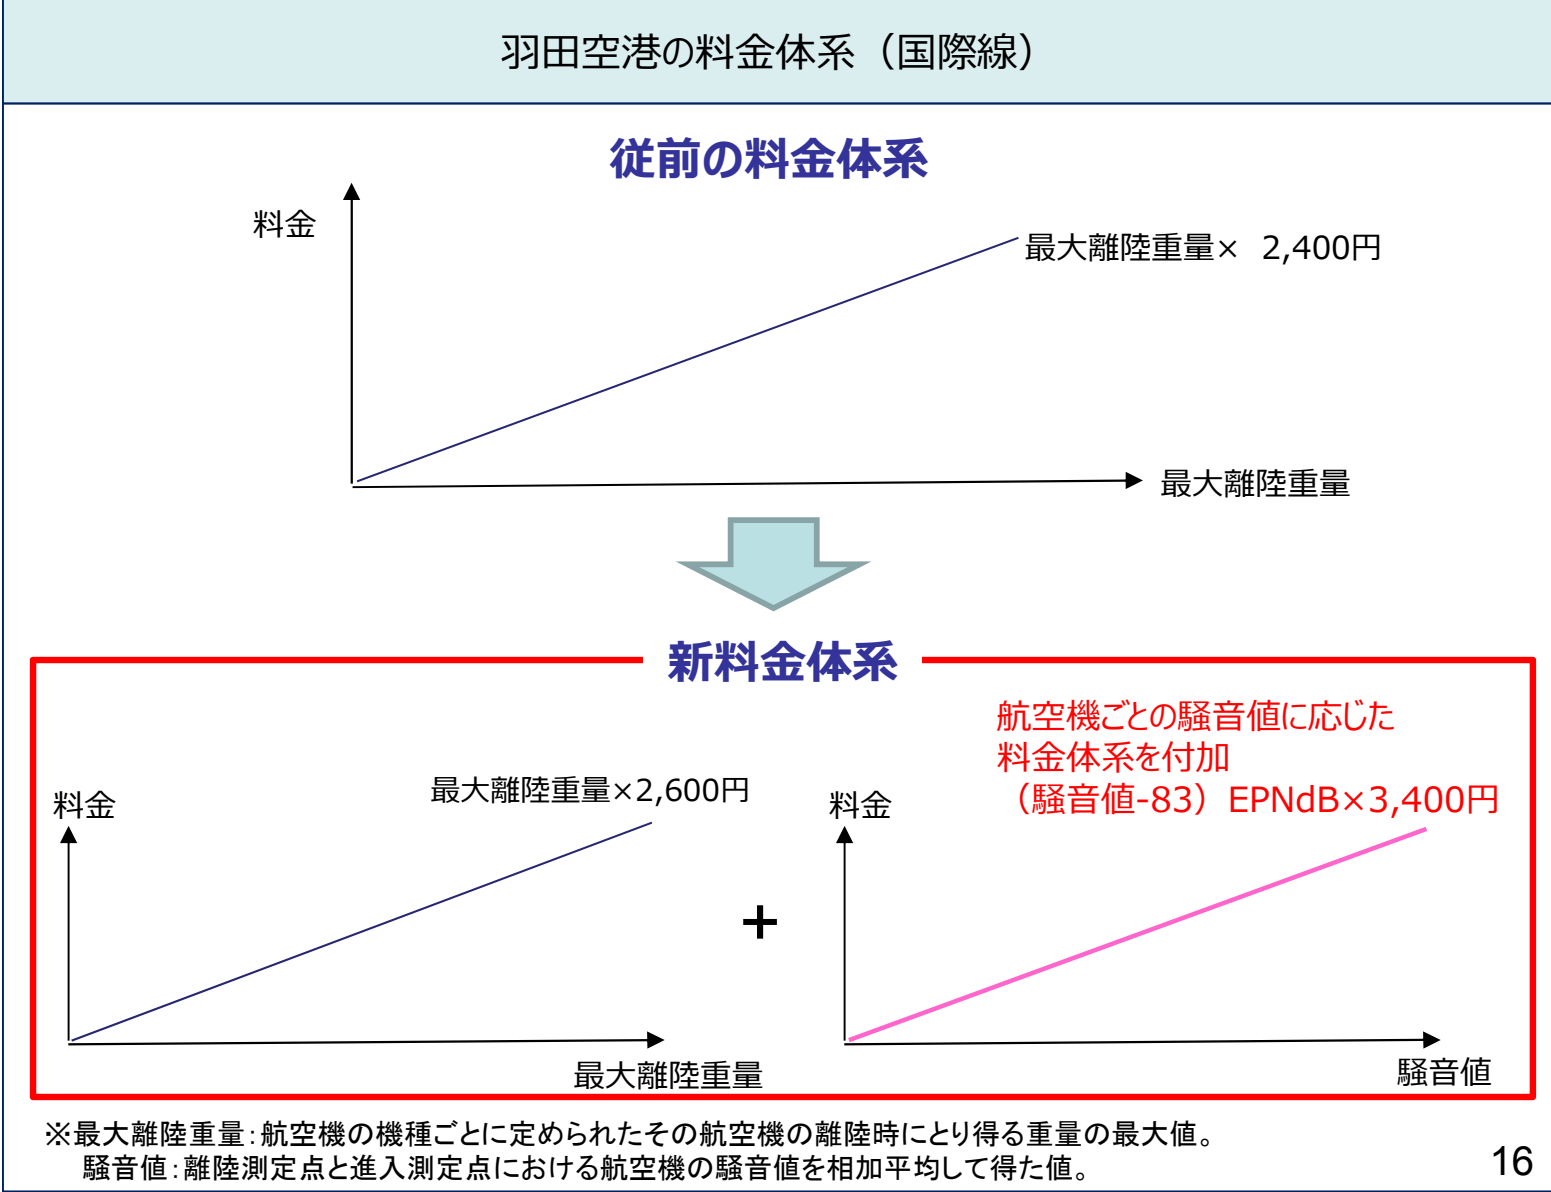 羽田空港の料金体系（国際線）
従前の料金体系
料金
最大離陸重量× 2,400円
最大離陸重量
新料金体系
航空機ごとの騒音値に応じた
料金体系を付加
（騒音値-83）EPNdB×3,400円
料金
最大離陸重量×2,600円
料金
+
最大離陸重量
騒音値
※最大離陸重量：航空機の機種ごとに定められたその航空機の離陸時にとり得る重量の最大値。
騒音値：離陸測定点と進入測定点における航空機の騒音値を相加平均して得た値。
16